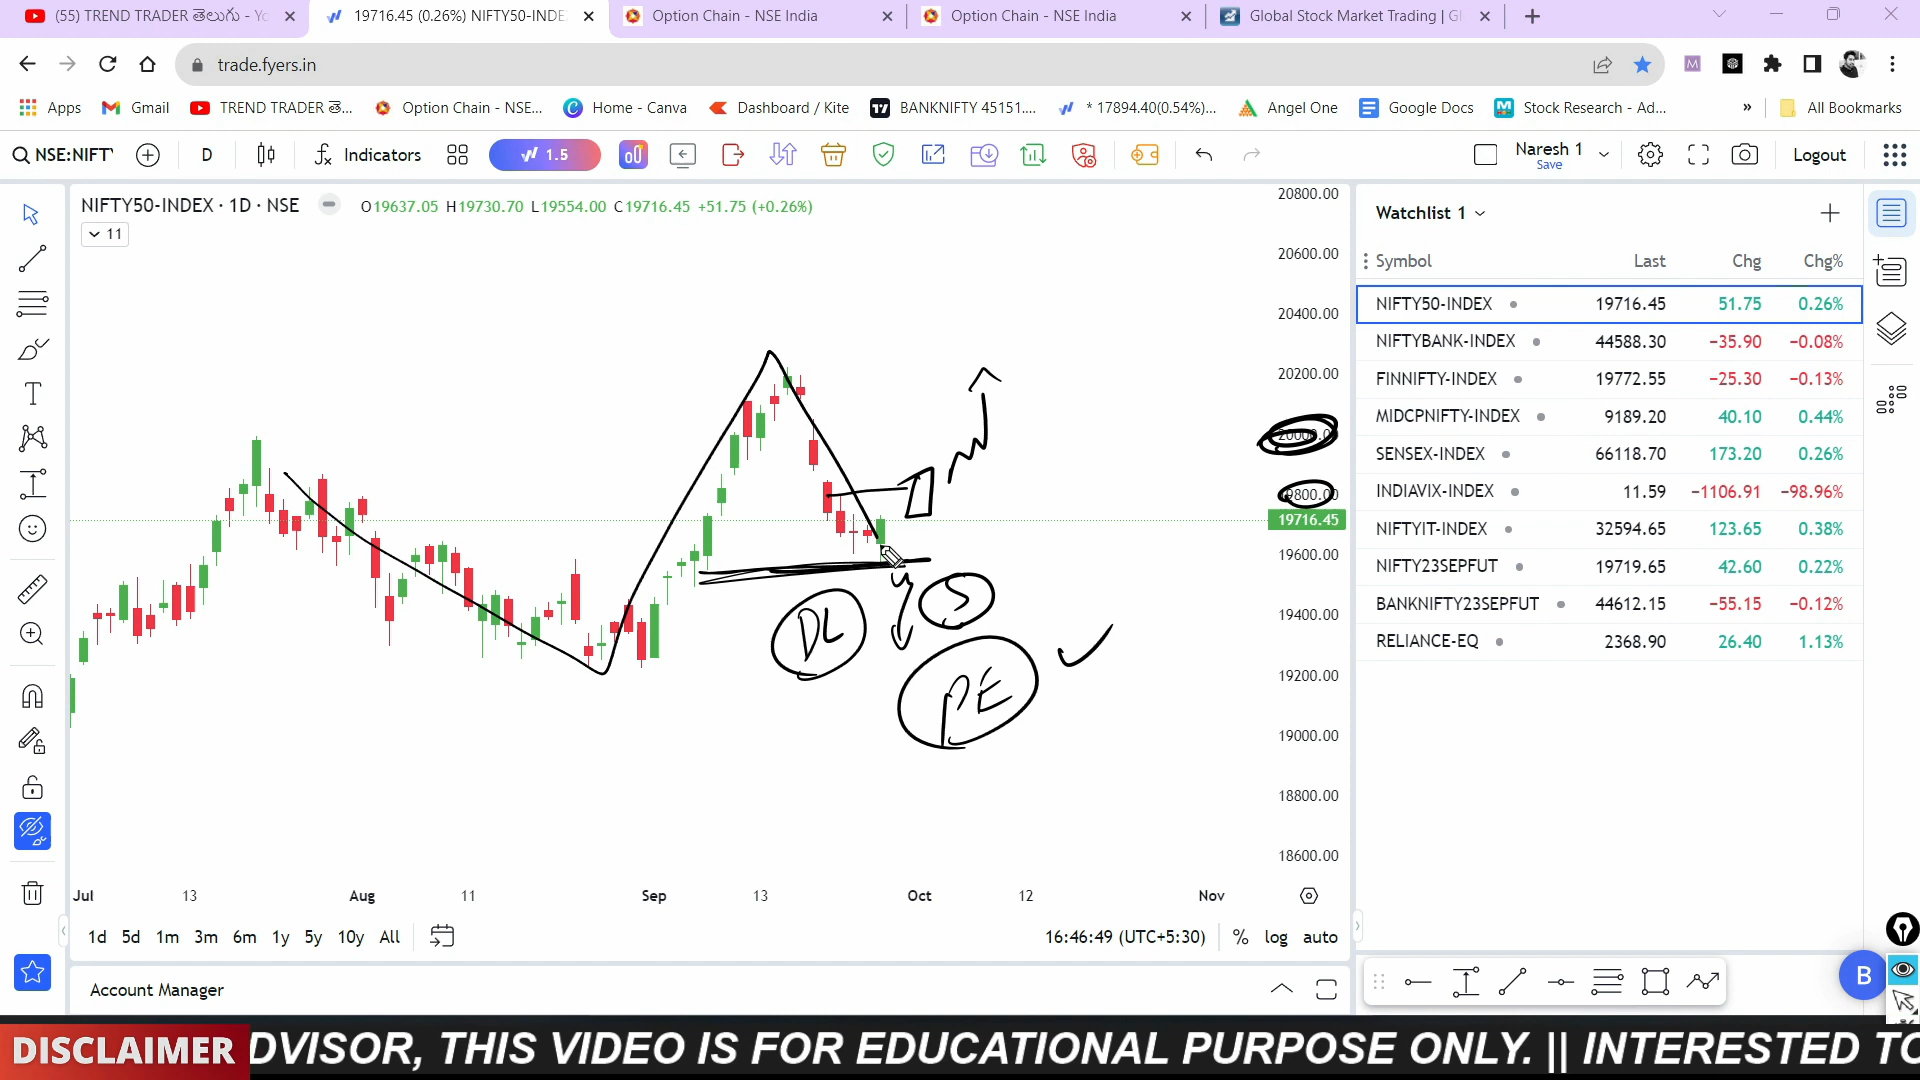 (55) TREND TRADER తెలుగు - Yo
19716.45 (0.26%) NIFTY50-INDE
Option Chain - NSE India
Option Chain - NSE India
Global Stock Market Trading | Gl
trade.fyers.in
Apps
Gmail
TREND TRADER తె...
Option Chain - NSE...
Home - Canva
Dashboard / Kite
BANKNIFTY 45151....
* 17894.40(0.54%)...
Angel One
Google Docs
Stock Research - Ad...
»
All Bookmarks
NSE:NIFT
D
Indicators
1.5
Naresh 1
Save
Logout
NIFTY50-INDEX · 1D · NSE
O19637.05 H19730.70 L19554.00 C19716.45 +51.75 (+0.26%)
11
20800.00
20600.00
20400.00
20200.00
20000.00
19800.00
19716.45
19600.00
19400.00
19200.00
19000.00
18800.00
18600.00
DL
S
PE
Jul 13 Aug 11 Sep 13 Oct 12 Nov
1d 5d 1m 3m 6m 1y 5y 10y All
16:46:49 (UTC+5:30) % log auto
Account Manager
Watchlist 1
Symbol Last Chg Chg%
NIFTY50-INDEX 19716.45 51.75 0.26%
NIFTYBANK-INDEX 44588.30 −35.90 −0.08%
FINNIFTY-INDEX 19772.55 −25.30 −0.13%
MIDCPNIFTY-INDEX 9189.20 40.10 0.44%
SENSEX-INDEX 66118.70 173.20 0.26%
INDIAVIX-INDEX 11.59 −1106.91 −98.96%
NIFTYIT-INDEX 32594.65 123.65 0.38%
NIFTY23SEPFUT 19719.65 42.60 0.22%
BANKNIFTY23SEPFUT 44612.15 −55.15 −0.12%
RELIANCE-EQ 2368.90 26.40 1.13%
B
DISCLAIMER DVISOR, THIS VIDEO IS FOR EDUCATIONAL PURPOSE ONLY. || INTERESTED TO